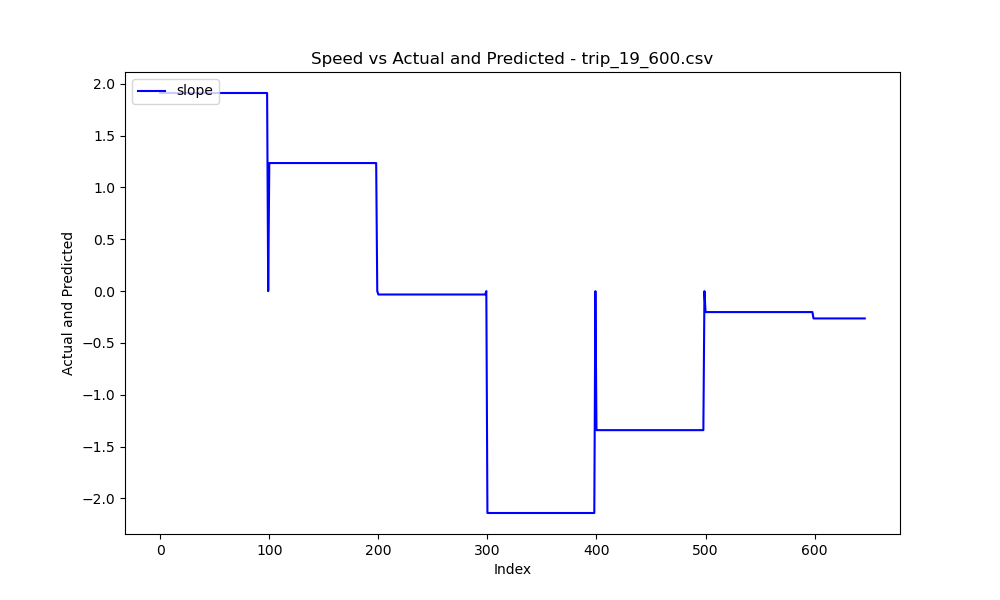 Speed vs Actual and Predicted - trip_19_600.csv
slope
2.0
1.5
1.0
0.5
0.0
−0.5
−1.0
−1.5
−2.0
Actual and Predicted
0 100 200 300 400 500 600
Index